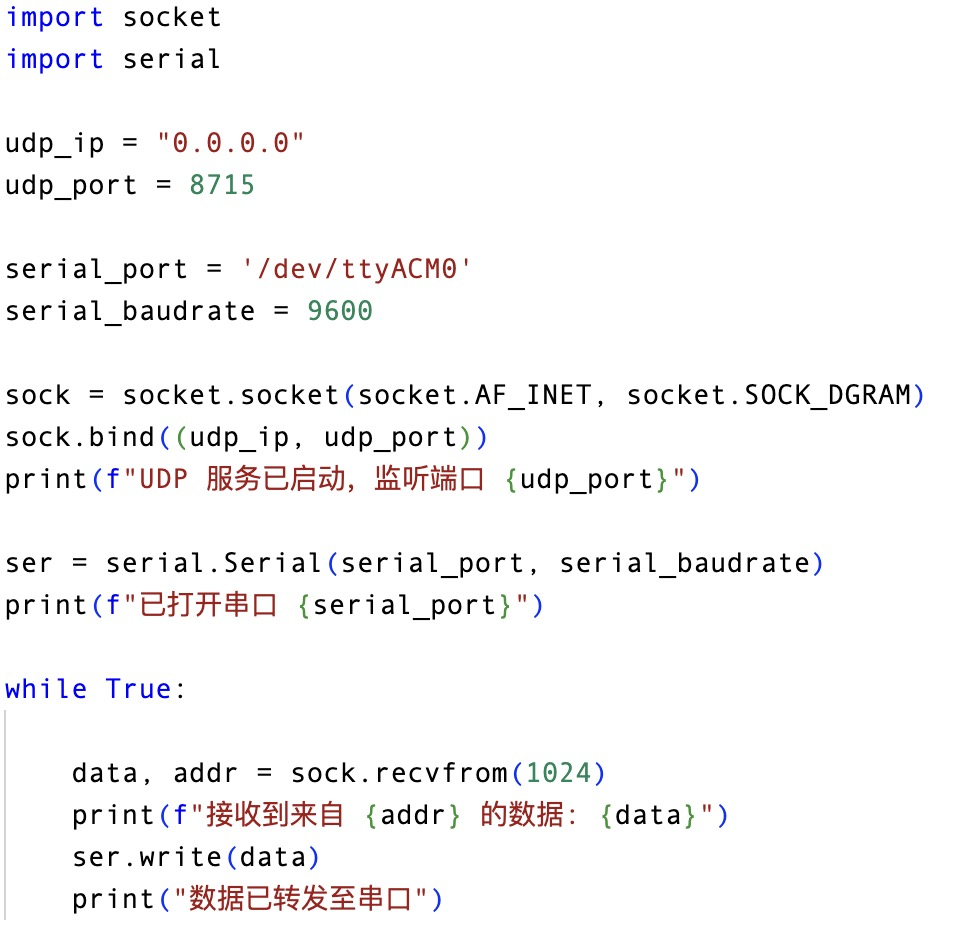 import socket
import serial
udp_ip = "0.0.0.0"
udp_port = 8715
serial_port = '/dev/ttyACM0'
serial_baudrate = 9600
sock = socket.socket(socket.AF_INET, socket.SOCK_DGRAM)
sock.bind((udp_ip, udp_port))
print(f"UDP 服务已启动，监听端口 {udp_port}")
ser = serial.Serial(serial_port, serial_baudrate)
print(f"已打开串口 {serial_port}")
while True:
    data, addr = sock.recvfrom(1024)
    print(f"接收到来自 {addr} 的数据: {data}")
    ser.write(data)
    print("数据已转发至串口")